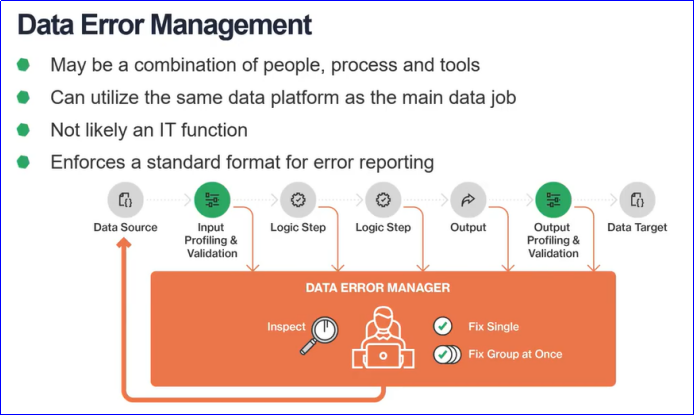 Data Error Management
May be a combination of people, process and tools
Can utilize the same data platform as the main data job
Not likely an IT function
Enforces a standard format for error reporting
Data Source
Input
Profiling &
Validation
Logic Step
Logic Step
Output
Output
Profiling &
Validation
Data Target
DATA ERROR MANAGER
Inspect
Fix Single
Fix Group at Once